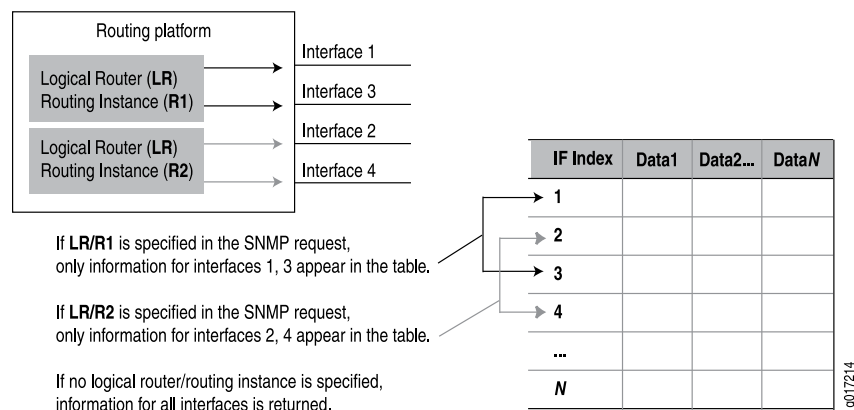 Routing platform
Logical Router (LR)
Routing Instance (R1)
Logical Router (LR)
Routing Instance (R2)
Interface 1
Interface 3
Interface 2
Interface 4
If LR/R1 is specified in the SNMP request,
only information for interfaces 1, 3 appear in the table.
If LR/R2 is specified in the SNMP request,
only information for interfaces 2, 4 appear in the table.
If no logical router/routing instance is specified,
information for all interfaces is returned.
IF Index Data1 Data2... DataN
1
2
3
4
...
N
g017214